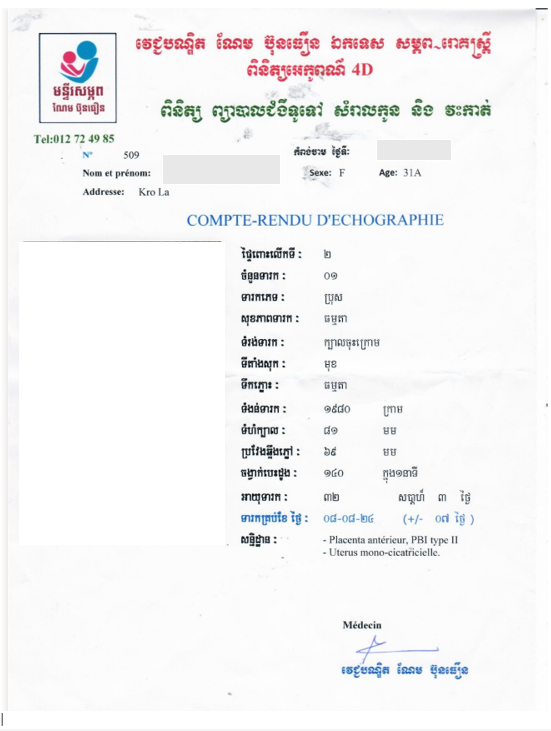 វេជ្ជបណ្ឌិត ណែម ប៊ុនធឿន ឯកទេស សម្ភព-រោគស្ត្រី
ពិនិត្យអេកូពណ៌ 4D
មន្ទីរសម្ភព
ណែម ប៊ុនធឿន
ពិនិត្យ ព្យាបាលជំងឺទូទៅ សំរាលកូន និង វះកាត់
Tel:012 72 49 85
N° 509
កំពង់ចាម ថ្ងៃទី:
Nom et prénom:
Sexe: F Age: 31A
Addresse: Kro La
COMPTE-RENDU D'ECHOGRAPHIE
ផ្ទៃពោះលើកទី : ២
ចំនួនទារក : ០១
ទារកភេទ : ប្រុស
សុខភាពទារក : ធម្មតា
ទំរង់ទារក : ក្បាលចុះក្រោម
ទីតាំងសុក : មុខ
ទឹកភ្លោះ : ធម្មតា
ទំងន់ទារក : ១៩៨០ ក្រាម
ទំហំក្បាល : ៨១ មម
ប្រវែងឆ្អឹងភ្លៅ : ៦៩ មម
ចង្វាក់បេះដូង : ១៤០ ក្នុង១នាទី
អាយុទារក : ៣២ សប្តាហ៍ ៣ ថ្ងៃ
ទារកគ្រប់ខែ ថ្ងៃ : ០៨-០៨-២៤ (+/- ០៧ ថ្ងៃ )
សន្និដ្ឋាន : - Placenta antérieur, PBI type II
- Uterus mono-cicatricielle.
Médecin
វេជ្ជបណ្ឌិត ណែម ប៊ុនធឿន